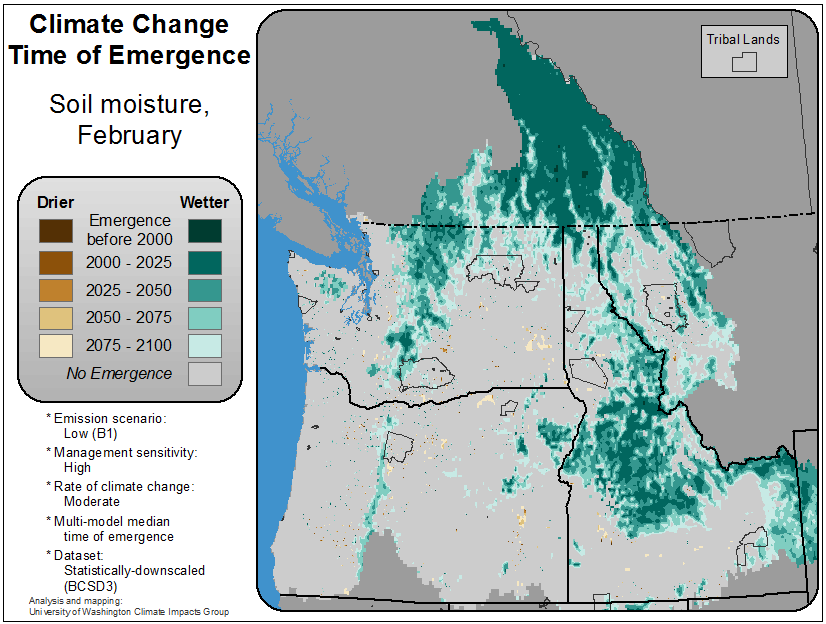 Climate Change
Time of Emergence
Soil moisture,
February
Drier
Wetter
Emergence
before 2000
2000 - 2025
2025 - 2050
2050 - 2075
2075 - 2100
No Emergence
* Emission scenario:
Low (B1)
* Management sensitivity:
High
* Rate of climate change:
Moderate
* Multi-model median
time of emergence
* Dataset:
Statistically-downscaled
(BCSD3)
Analysis and mapping:
University of Washington Climate Impacts Group
Tribal Lands